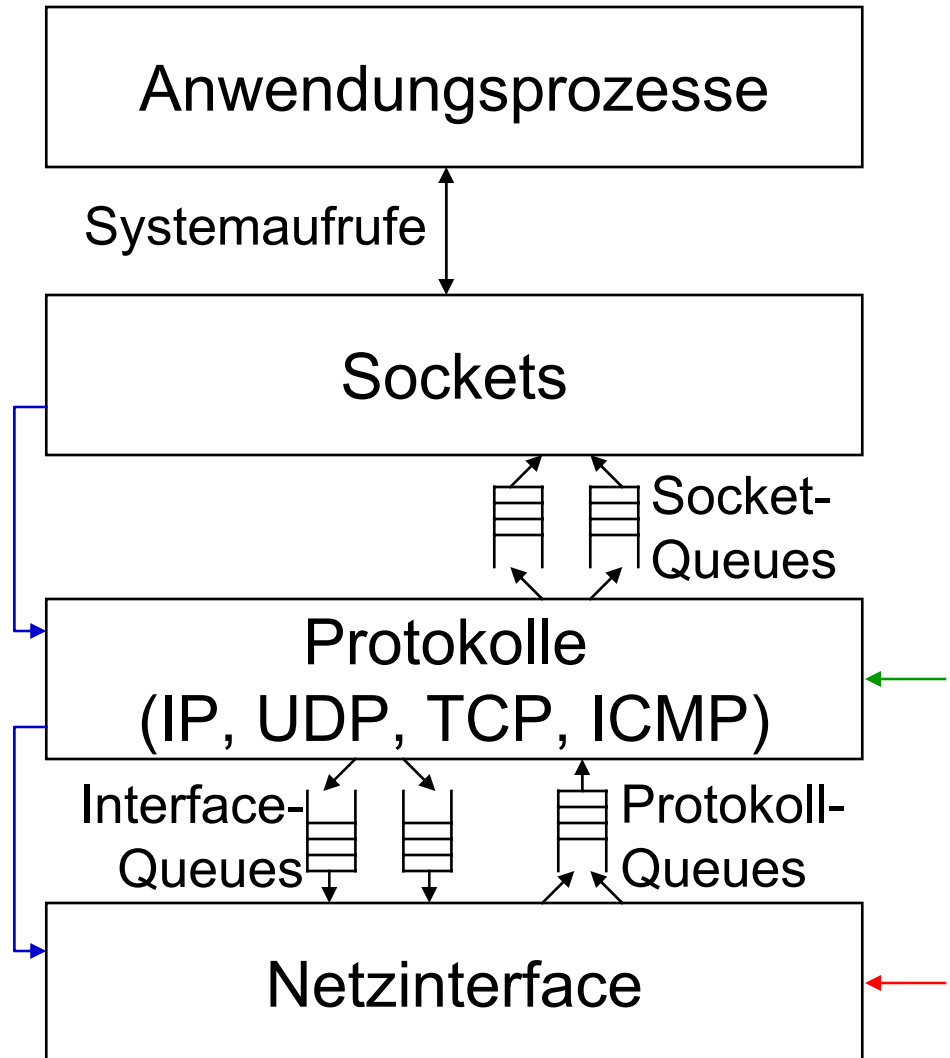 Anwendungsprozesse
Systemaufrufe
Sockets
Socket-
Queues
Protokolle
(IP, UDP, TCP, ICMP)
Interface-
Queues
Protokoll-
Queues
Netzinterface